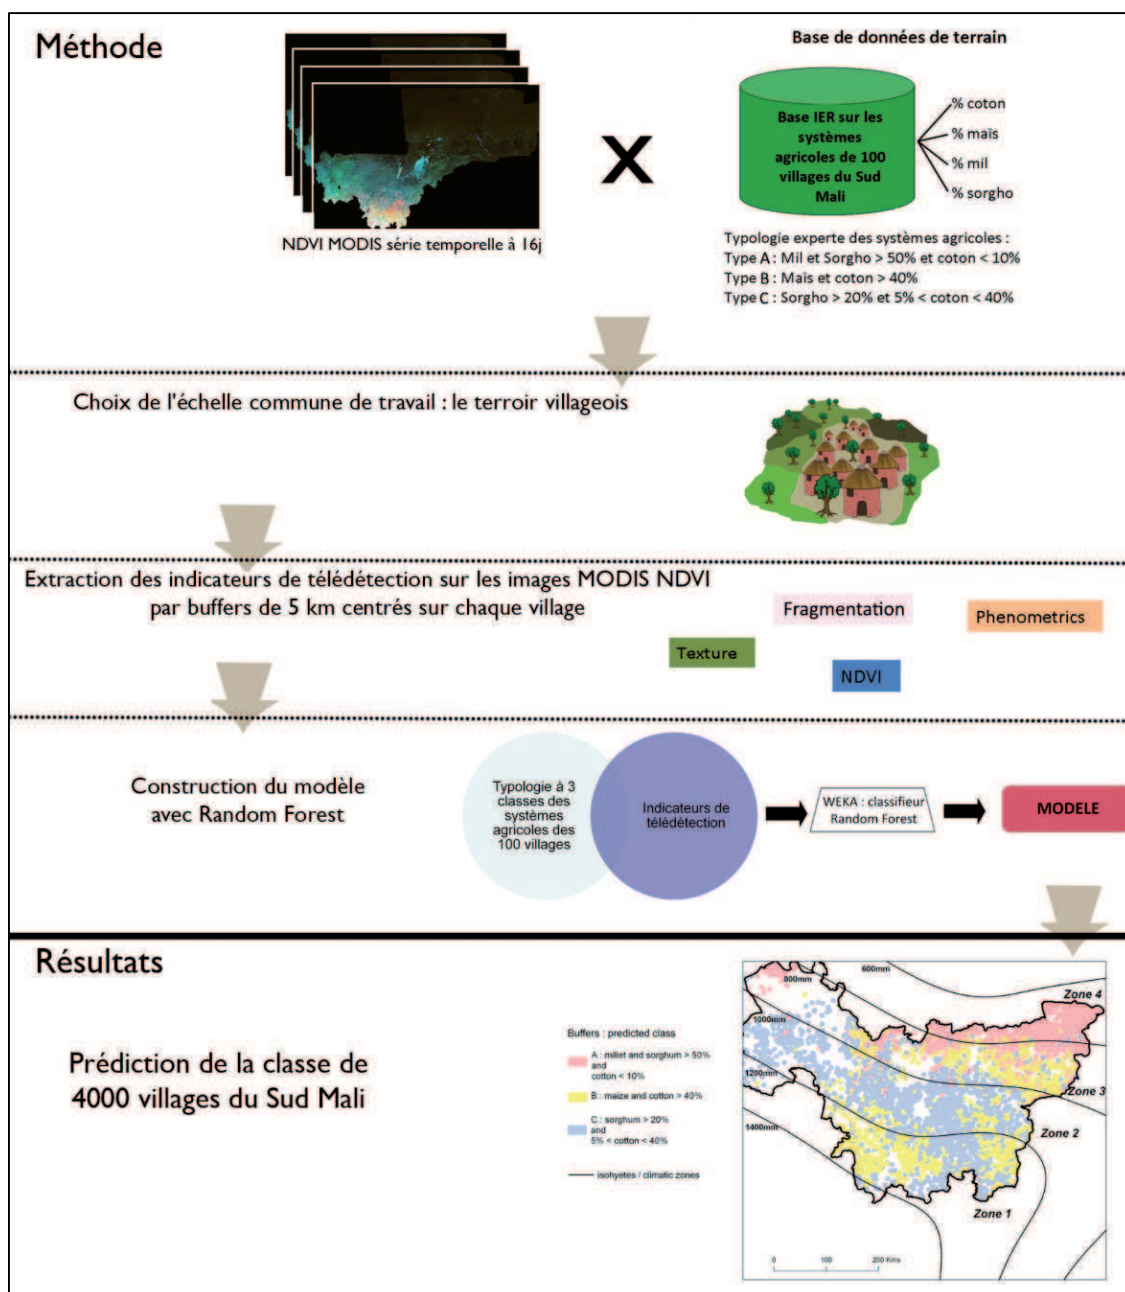 Méthode
Base de données de terrain
Base IER sur les
systèmes
agricoles de 100
villages du Sud
Mali
% coton
% maïs
% mil
% sorgho
X
NDVI MODIS série temporelle à 16j
Typologie experte des systèmes agricoles :
Type A : Mil et Sorgho > 50% et coton < 10%
Type B : Maïs et coton > 40%
Type C : Sorgho > 20% et 5% < coton < 40%
Choix de l'échelle commune de travail : le terroir villageois
Extraction des indicateurs de télédétection sur les images MODIS NDVI
par buffers de 5 km centrés sur chaque village
Fragmentation
Phenometrics
Texture
NDVI
Construction du modèle
avec Random Forest
Typologie à 3
classes des
systèmes
agricoles des
100 villages
Indicateurs de
télédétection
WEKA : classifieur
Random Forest
MODELE
Résultats
Prédiction de la classe de
4000 villages du Sud Mali
Buffers : predicted class
A : millet and sorghum > 50%
and
cotton < 10%
B : maize and cotton > 40%
C : sorghum > 20%
and
5% < cotton < 40%
isohyetes / climatic zones
600mm
800mm
1000mm
1200mm
1400mm
Zone 4
Zone 3
Zone 2
Zone 1
0 100 200 Kms